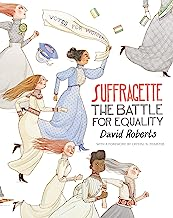 VOTES FOR WOMEN
SUFFRAGETTE
THE BATTLE
FOR EQUALITY
David Roberts